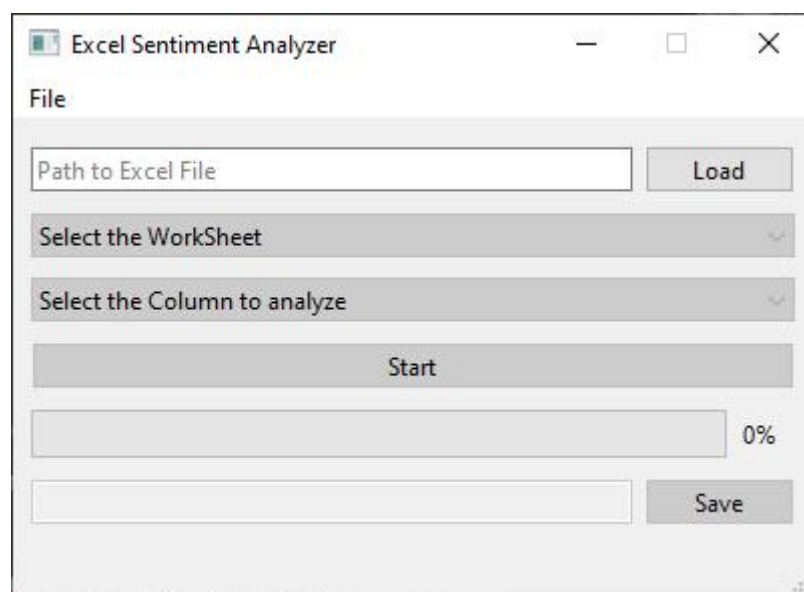 Excel Sentiment Analyzer
File
Path to Excel File
Load
Select the WorkSheet
Select the Column to analyze
Start
0%
Save